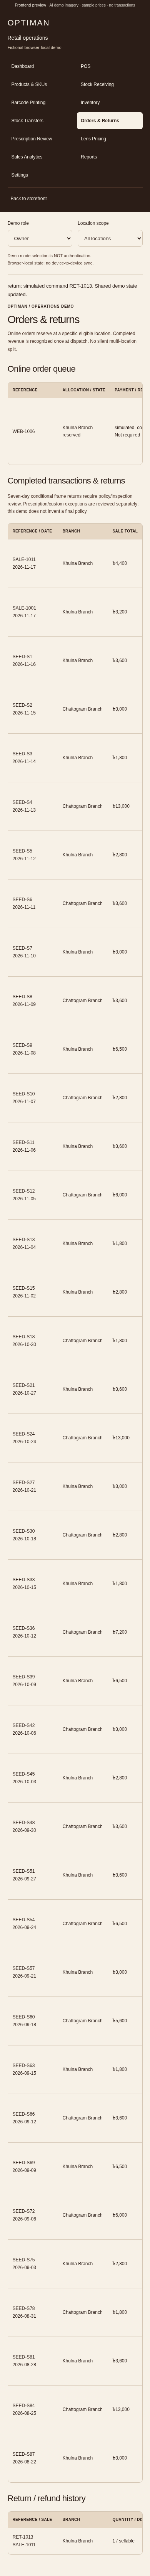 Frontend preview · AI demo imagery · sample prices · no transactions
OPTIMAN
Retail operations
Fictional browser-local demo
Dashboard POS
Products & SKUs Stock Receiving
Barcode Printing Inventory
Stock Transfers Orders & Returns
Prescription Review Lens Pricing
Sales Analytics Reports
Settings
Back to storefront
Demo role Location scope
Owner All locations
Demo mode selection is NOT authentication.
Browser-local state; no device-to-device sync.
return: simulated command RET-1013. Shared demo state
updated.
OPTIMAN / OPERATIONS DEMO
Orders & returns
Online orders reserve at a specific eligible location. Completed
revenue is recognized once at dispatch. No silent multi-location
split.
Online order queue
REFERENCE ALLOCATION / STATE PAYMENT / RE
WEB-1006 Khulna Branch
reserved simulated_co
Not required
Completed transactions & returns
Seven-day conditional frame returns require policy/inspection
review. Prescription/custom exceptions are reviewed separately;
this demo does not invent a final policy.
REFERENCE / DATE BRANCH SALE TOTAL
SALE-1011
2026-11-17 Khulna Branch ৳4,400
SALE-1001
2026-11-17 Khulna Branch ৳3,200
SEED-S1
2026-11-16 Khulna Branch ৳3,600
SEED-S2
2026-11-15 Chattogram Branch ৳3,000
SEED-S3
2026-11-14 Khulna Branch ৳1,800
SEED-S4
2026-11-13 Chattogram Branch ৳13,000
SEED-S5
2026-11-12 Khulna Branch ৳2,800
SEED-S6
2026-11-11 Chattogram Branch ৳3,600
SEED-S7
2026-11-10 Khulna Branch ৳3,000
SEED-S8
2026-11-09 Chattogram Branch ৳3,600
SEED-S9
2026-11-08 Khulna Branch ৳6,500
SEED-S10
2026-11-07 Chattogram Branch ৳2,800
SEED-S11
2026-11-06 Khulna Branch ৳3,600
SEED-S12
2026-11-05 Chattogram Branch ৳6,000
SEED-S13
2026-11-04 Khulna Branch ৳1,800
SEED-S15
2026-11-02 Khulna Branch ৳2,800
SEED-S18
2026-10-30 Chattogram Branch ৳1,800
SEED-S21
2026-10-27 Khulna Branch ৳3,600
SEED-S24
2026-10-24 Chattogram Branch ৳13,000
SEED-S27
2026-10-21 Khulna Branch ৳3,000
SEED-S30
2026-10-18 Chattogram Branch ৳2,800
SEED-S33
2026-10-15 Khulna Branch ৳1,800
SEED-S36
2026-10-12 Chattogram Branch ৳7,200
SEED-S39
2026-10-09 Khulna Branch ৳6,500
SEED-S42
2026-10-06 Chattogram Branch ৳3,000
SEED-S45
2026-10-03 Khulna Branch ৳2,800
SEED-S48
2026-09-30 Chattogram Branch ৳3,600
SEED-S51
2026-09-27 Khulna Branch ৳3,600
SEED-S54
2026-09-24 Chattogram Branch ৳6,500
SEED-S57
2026-09-21 Khulna Branch ৳3,000
SEED-S60
2026-09-18 Chattogram Branch ৳5,600
SEED-S63
2026-09-15 Khulna Branch ৳1,800
SEED-S66
2026-09-12 Chattogram Branch ৳3,600
SEED-S69
2026-09-09 Khulna Branch ৳6,500
SEED-S72
2026-09-06 Chattogram Branch ৳6,000
SEED-S75
2026-09-03 Khulna Branch ৳2,800
SEED-S78
2026-08-31 Chattogram Branch ৳1,800
SEED-S81
2026-08-28 Khulna Branch ৳3,600
SEED-S84
2026-08-25 Chattogram Branch ৳13,000
SEED-S87
2026-08-22 Khulna Branch ৳3,000
Return / refund history
REFERENCE / SALE BRANCH QUANTITY / DIS
RET-1013
SALE-1011 Khulna Branch 1 / sellable